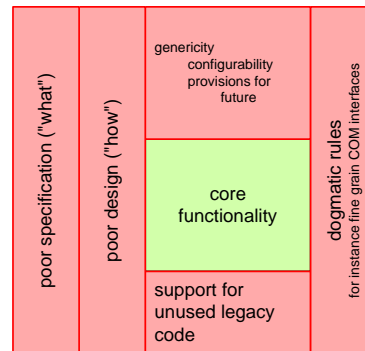 poor specification ("what")
poor design ("how")
genericity
configurability
provisions for
future
core
functionality
support for
unused legacy
code
dogmatic rules
for instance fine grain COM interfaces